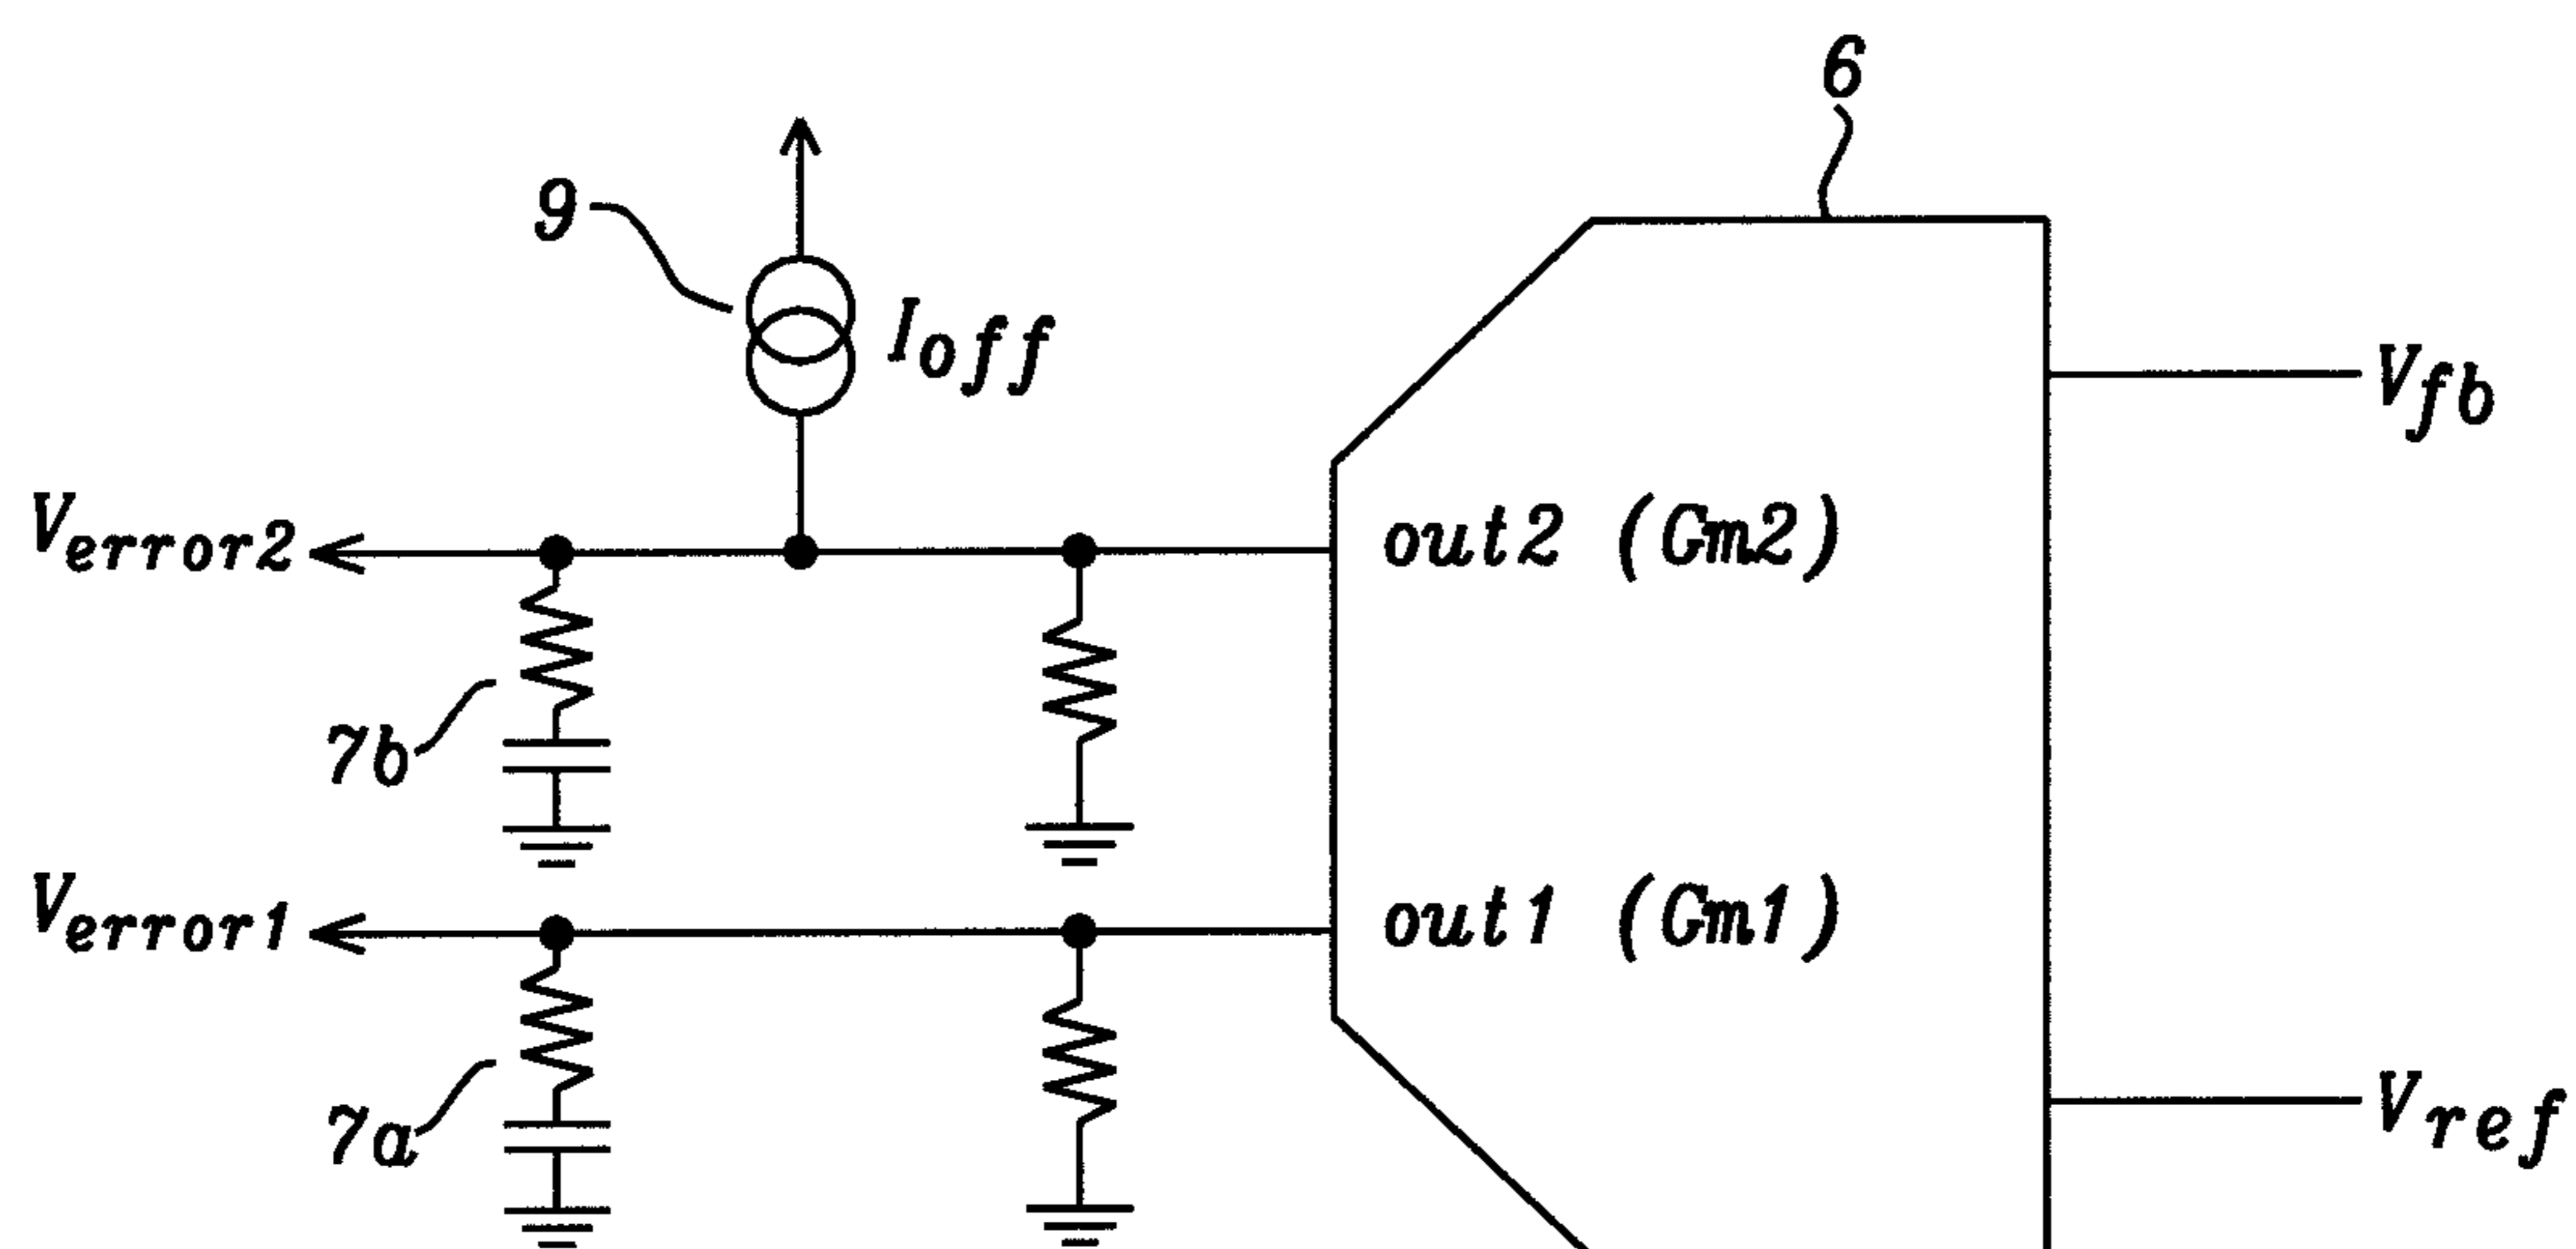 6
9
Ioff
Vfb
Verror2
out2 (Gm2)
7b
Verror1
out1 (Gm1)
Vref
7a